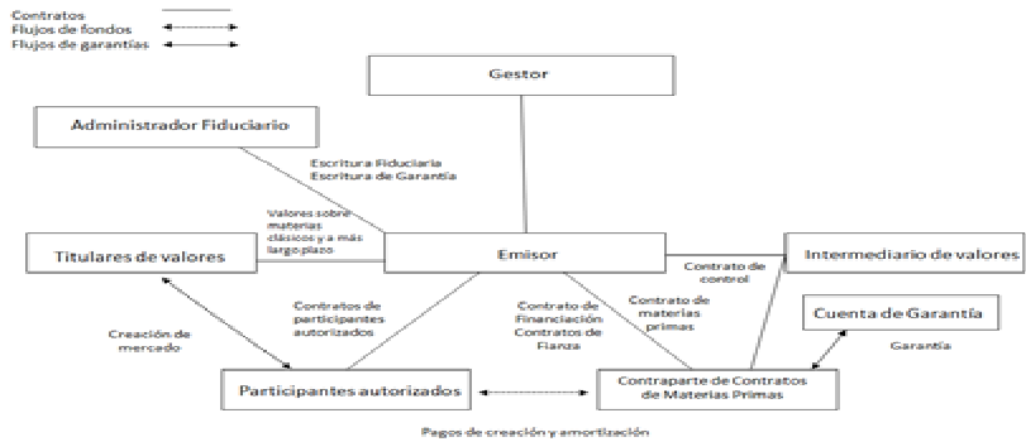 Contratos
Flujos de fondos
Flujos de garantías
Gestor
Administrador Fiduciario
Escritura Fiduciaria
Escritura de Garantía
Valores sobre
materias
clásicos y a más
largo plazo
Titulares de valores
Emisor
Intermediario de valores
Contrato de
control
Contratos de
participantes
autorizados
Contrato de
Financiación
Contratos de
Fianza
Contrato de
materias
primas
Cuenta de Garantía
Creación de
mercado
Garantía
Participantes autorizados
Contraparte de Contratos
de Materias Primas
Pagos de creación y amortización